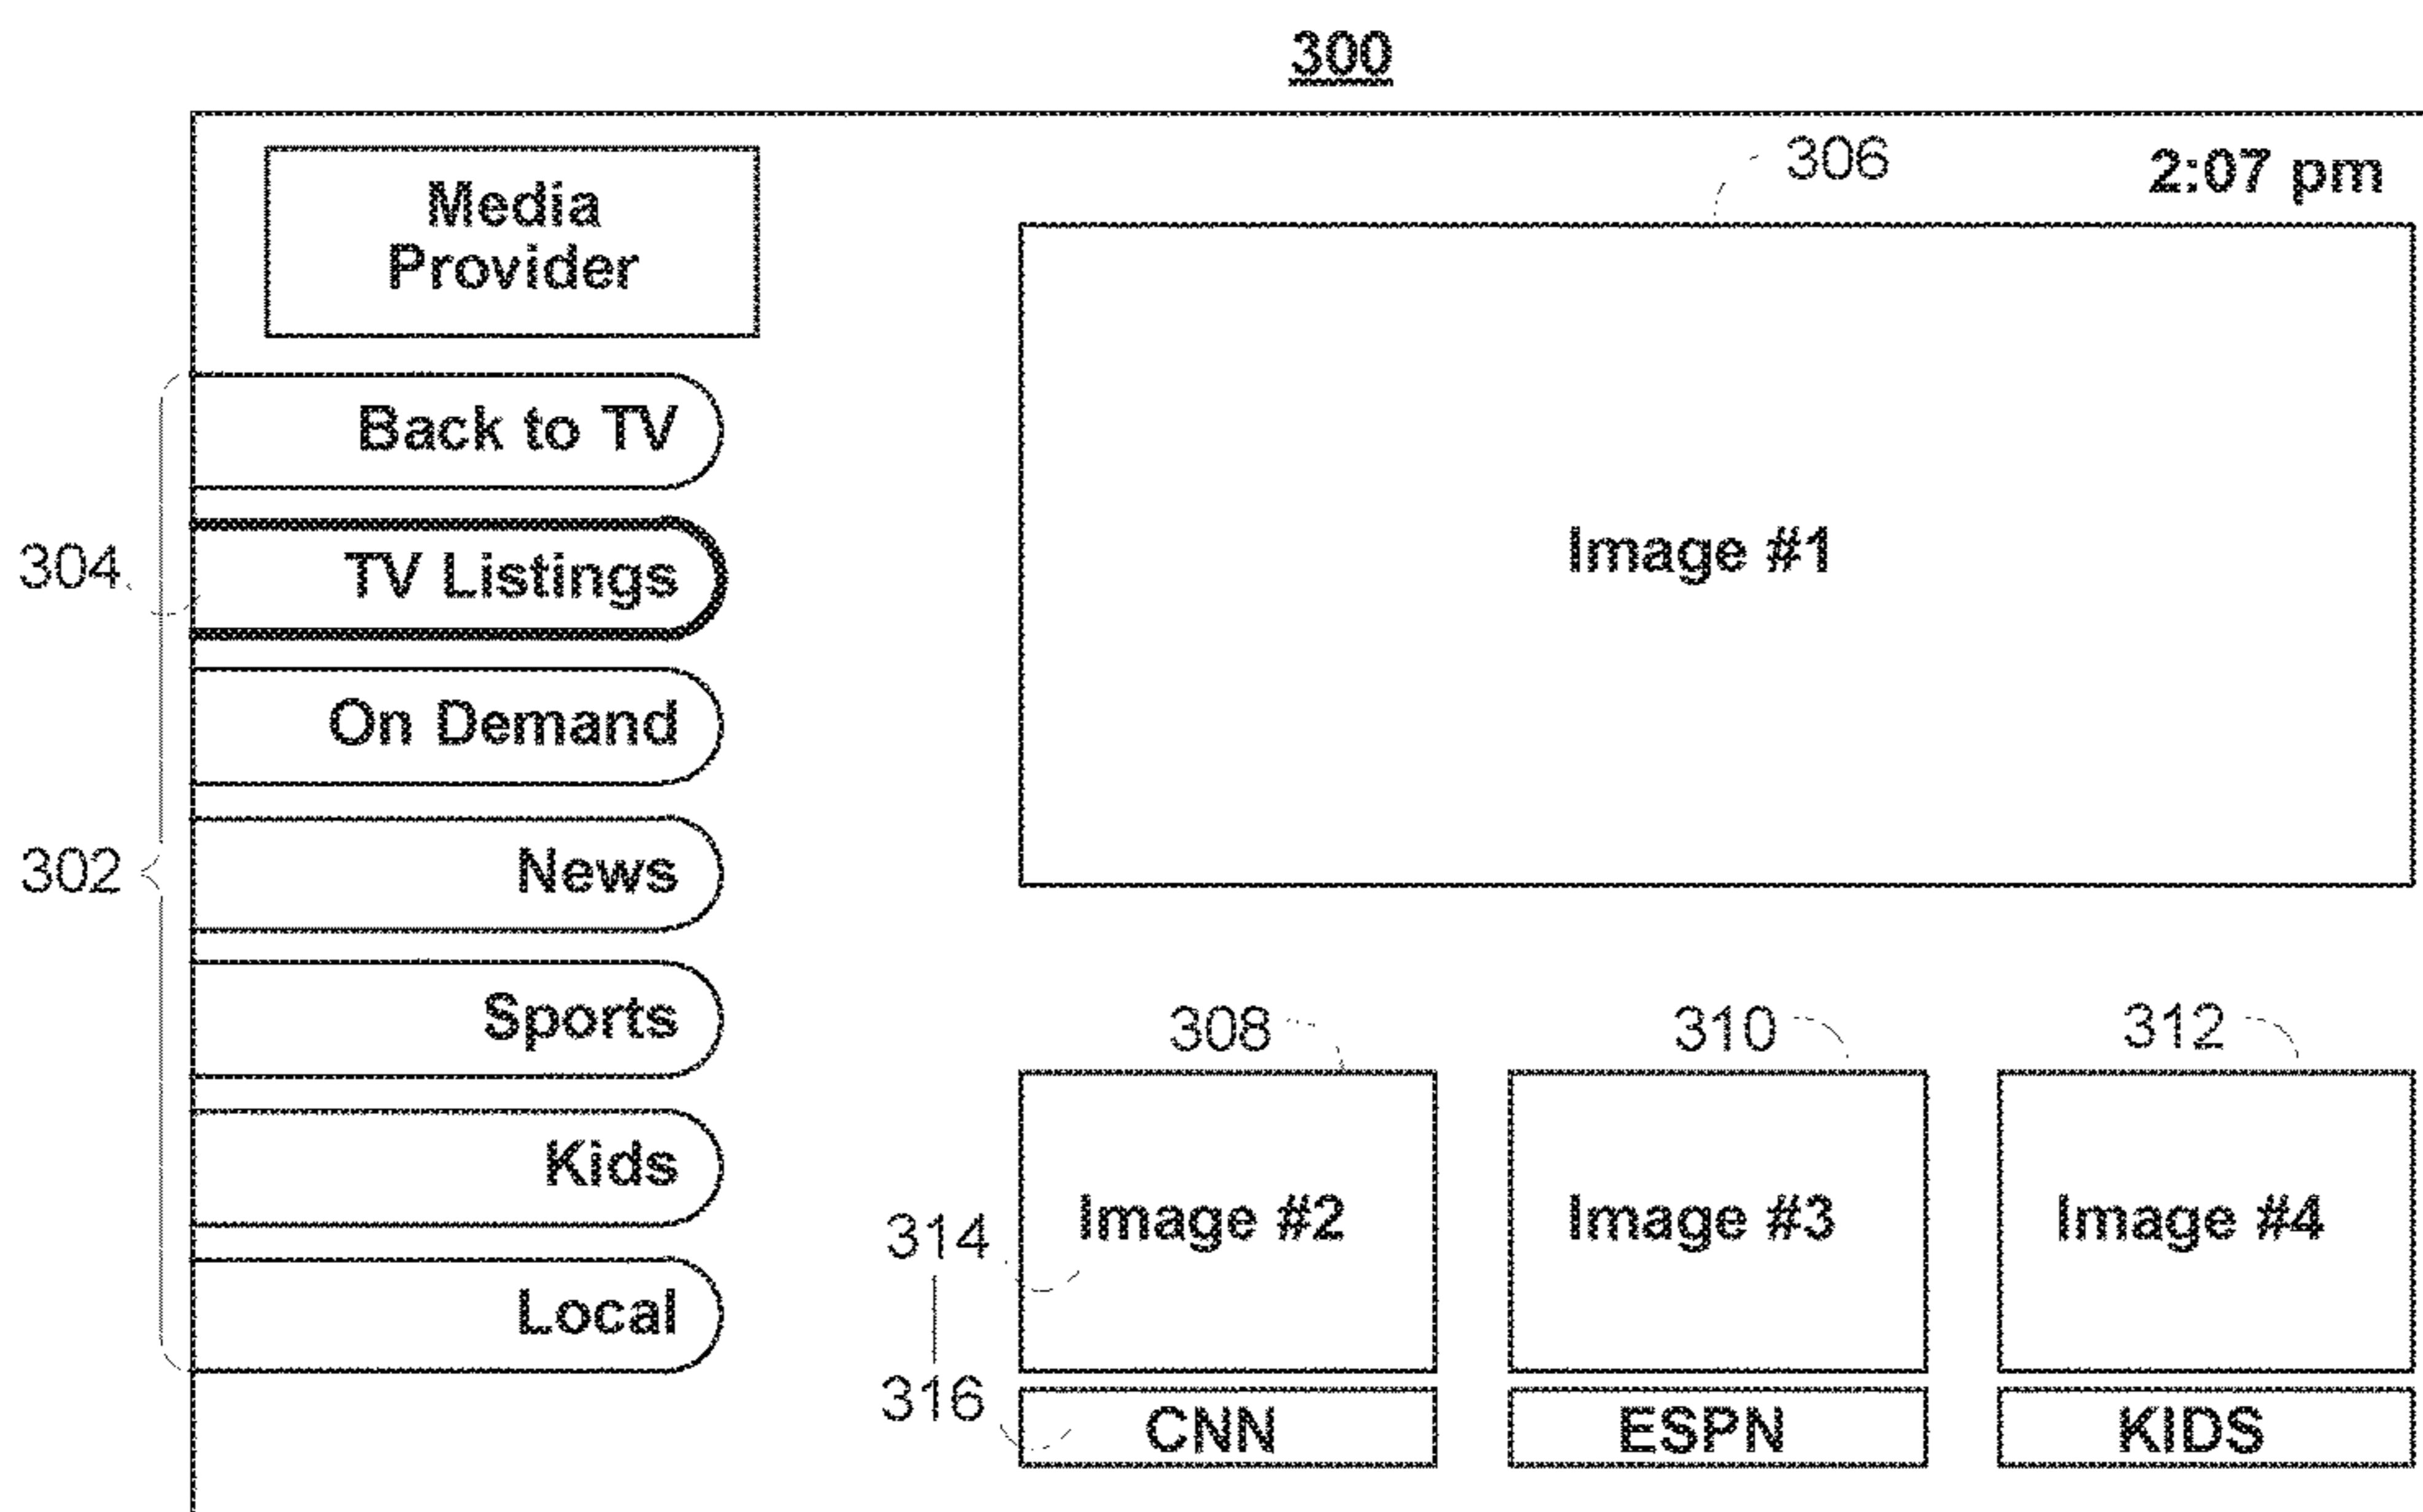 300
306
2:07 pm
Media
Provider
Back to TV
304
TV Listings
Image #1
On Demand
302
News
Sports
308
310
312
Kids
314
Image #2
Image #3
Image #4
Local
316
CNN
ESPN
KIDS